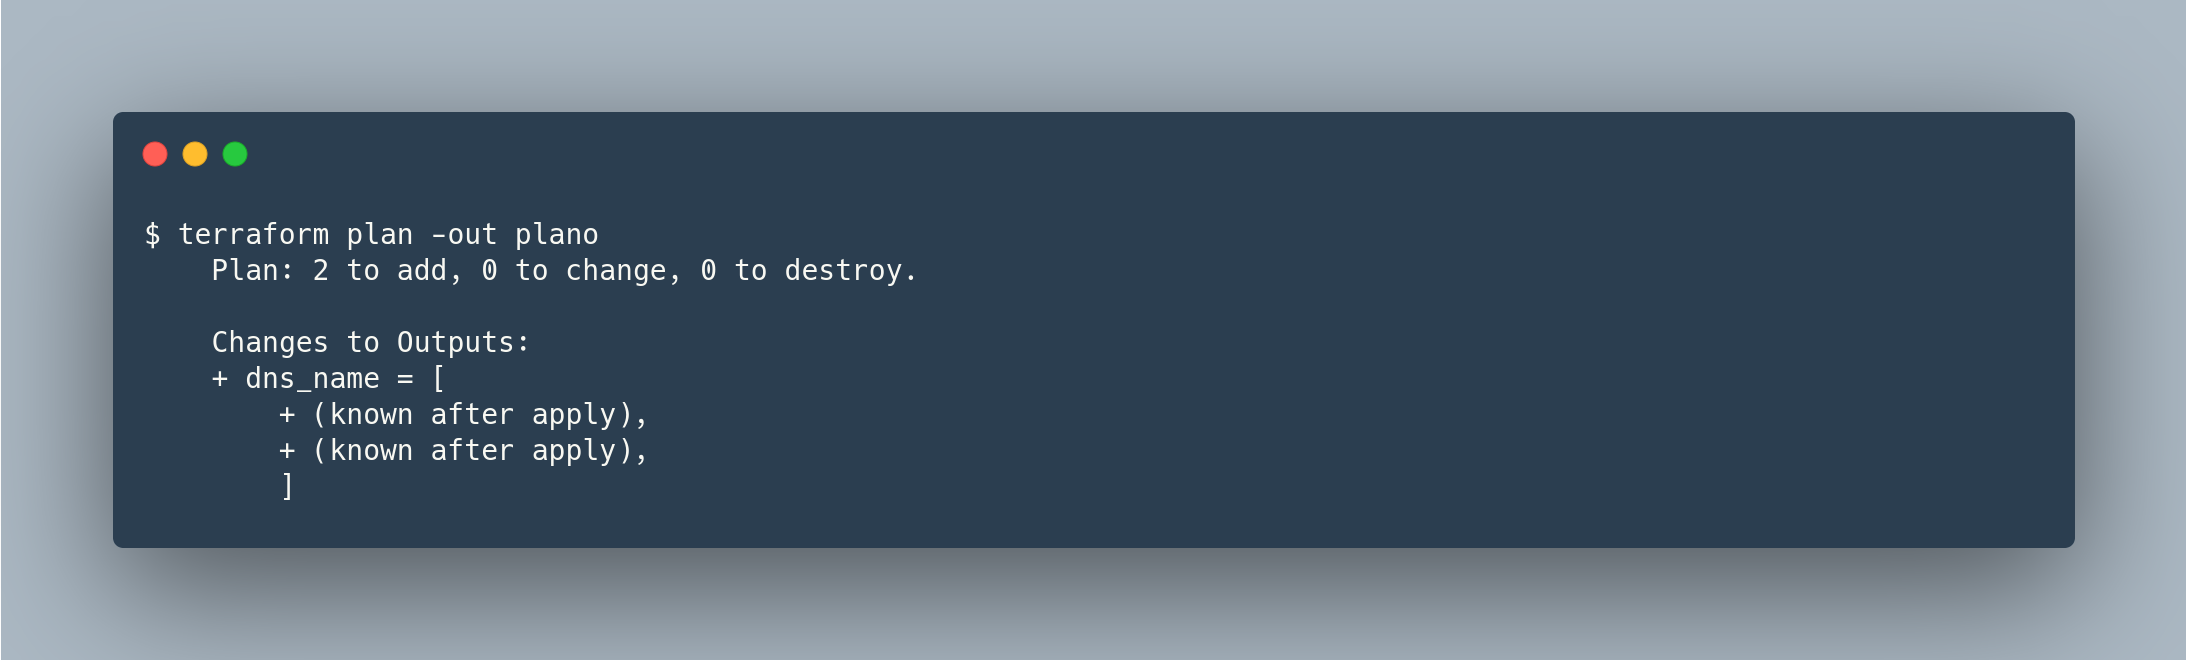 $ terraform plan -out plano
    Plan: 2 to add, 0 to change, 0 to destroy.

    Changes to Outputs:
    + dns_name = [
        + (known after apply),
        + (known after apply),
        ]